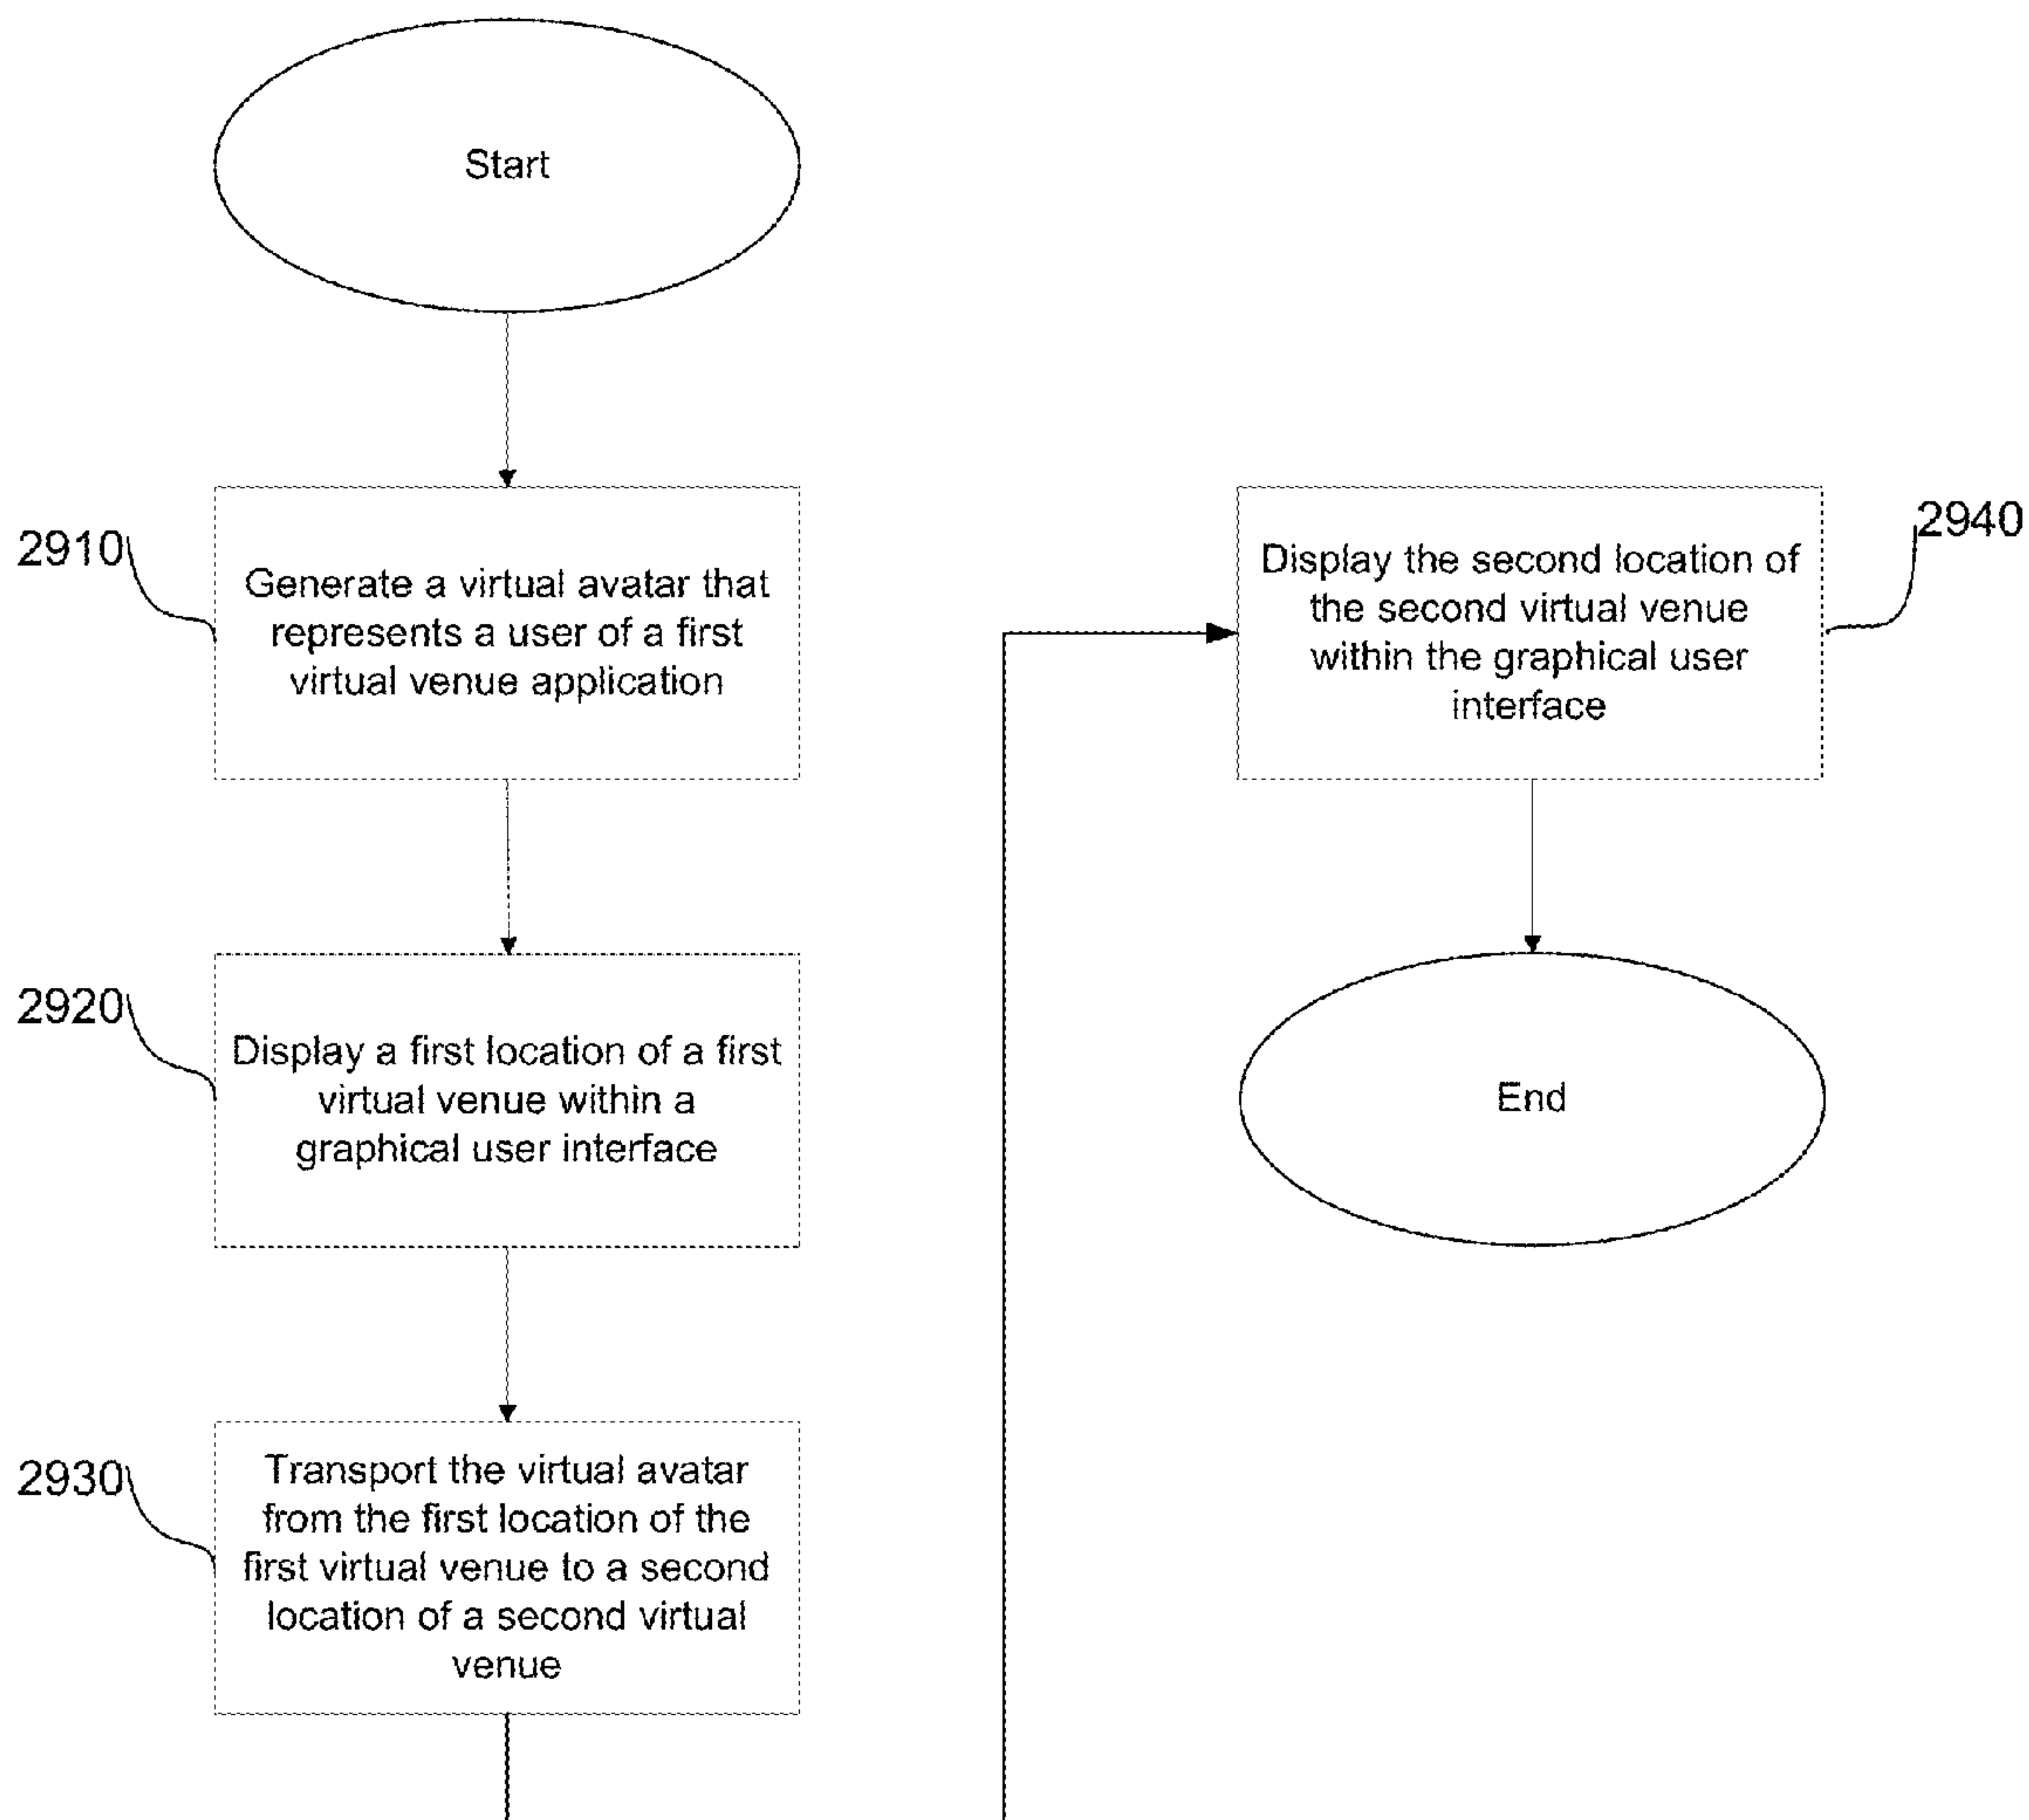 Start
2910
Generate a virtual avatar that
represents a user of a first
virtual venue application
2920
Display a first location of a first
virtual venue within a
graphical user interface
2930
Transport the virtual avatar
from the first location of the
first virtual venue to a second
location of a second virtual
venue
2940
Display the second location of
the second virtual venue
within the graphical user
interface
End